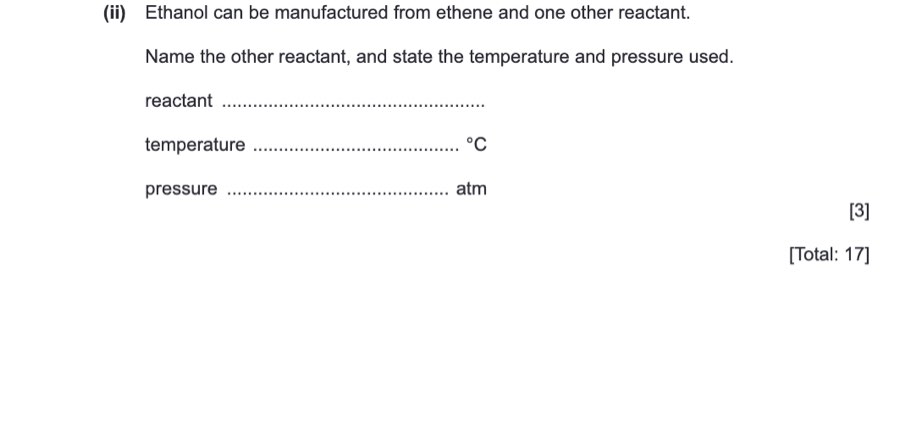 (ii) Ethanol can be manufactured from ethene and one other reactant.
Name the other reactant, and state the temperature and pressure used.
reactant ....................................................
temperature ......................................... °C
pressure ............................................ atm
[3]
[Total: 17]